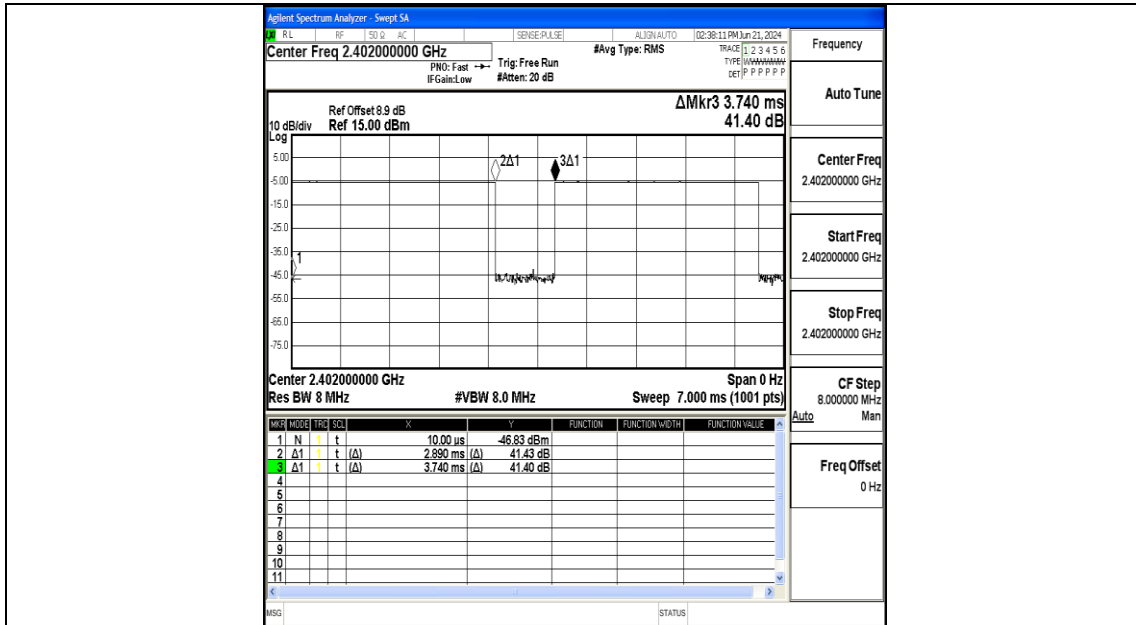 Agilent Spectrum Analyzer - Swept SA
RL RF 50 Ω AC SENSE:PULSE ALIGNAUTO 02:38:11 PM Jun 21, 2024
Center Freq 2.402000000 GHz #Avg Type: RMS TRACE 1 2 3 4 5 6
PNO: Fast Trig: Free Run TYPE
IFGain:Low #Atten: 20 dB DET P P P P P P
Frequency
Auto Tune
Center Freq
2.402000000 GHz
Start Freq
2.402000000 GHz
Stop Freq
2.402000000 GHz
CF Step
8.000000 MHz
Auto Man
Freq Offset
0 Hz
ΔMkr3 3.740 ms
41.40 dB
Ref Offset 8.9 dB
10 dB/div Ref 15.00 dBm
Log
5.00
-5.00
-15.0
-25.0
-35.0
-45.0
-55.0
-65.0
-75.0
2Δ1 3Δ1
1
Center 2.402000000 GHz Span 0 Hz
Res BW 8 MHz #VBW 8.0 MHz Sweep 7.000 ms (1001 pts)
MKR MODE TRC SCL X Y FUNCTION FUNCTION WIDTH FUNCTION VALUE
1 N 1 t 10.00 us -46.83 dBm
2 Δ1 1 t (Δ) 2.890 ms (Δ) 41.43 dB
3 Δ1 1 t (Δ) 3.740 ms (Δ) 41.40 dB
4
5
6
7
8
9
10
11
MSG STATUS